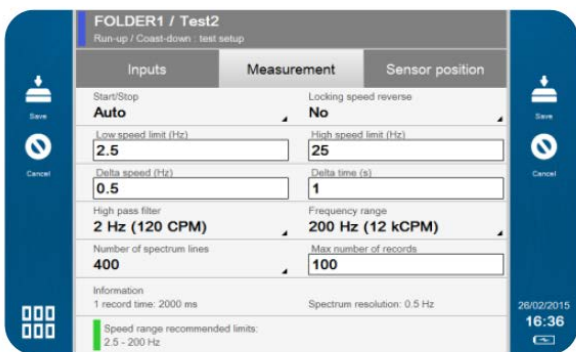 FOLDER1 / Test2
Run-up / Coast-down : test setup
Inputs
Measurement
Sensor position
Start/Stop
Auto
Locking speed reverse
No
Low speed limit (Hz)
2.5
High speed limit (Hz)
25
Delta speed (Hz)
0.5
Delta time (s)
1
High pass filter
2 Hz (120 CPM)
Frequency range
200 Hz (12 kCPM)
Number of spectrum lines
400
Max number of records
100
Information
1 record time: 2000 ms
Spectrum resolution: 0.5 Hz
Speed range recommended limits:
2.5 - 200 Hz
Save
Cancel
Save
Cancel
26/02/2015
16:36